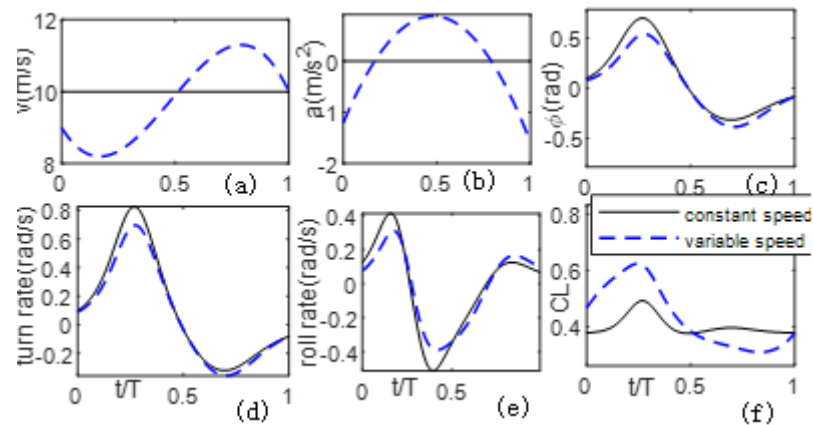 12
10
8
v(m/s)
0
0.5
1
(a)
0
-2
a(m/s²)
0
0.5
1
(b)
0.5
0
-0.5
ϕ(rad)
0
0.5
1
(c)
0.8
0.6
0.4
0.2
0
-0.2
turn rate(rad/s)
0
t/T
0.5
1
(d)
0.4
0.2
0
-0.2
-0.4
roll rate(rad/s)
0
t/T
0.5
(e)
constant speed
variable speed
0.8
0.6
0.4
CL
0
t/T
0.5
1
(f)